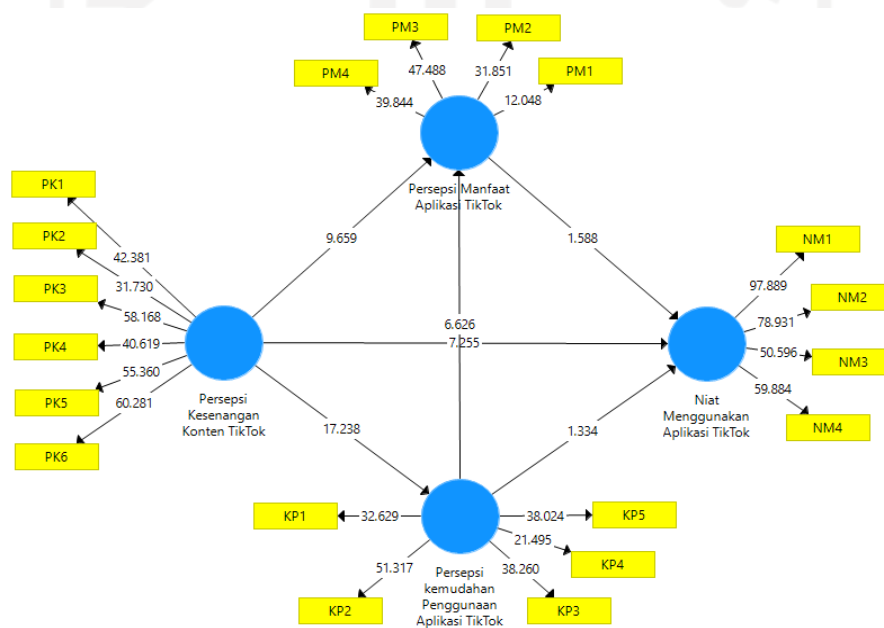 PM3
PM2
PM4
PM1
47.488
31.851
39.844
12.048
Persepsi Manfaat
Aplikasi TikTok
PK1
PK2
PK3
PK4
PK5
PK6
42.381
31.730
58.168
40.619
55.360
60.281
Persepsi
Kesenangan
Konten TikTok
9.659
1.588
6.626
7.255
17.238
1.334
NM1
NM2
NM3
NM4
97.889
78.931
50.596
59.884
Niat
Menggunakan
Aplikasi TikTok
KP1
32.629
38.024
KP5
21.495
KP4
51.317
38.260
KP2
KP3
Persepsi
kemudahan
Penggunaan
Aplikasi TikTok